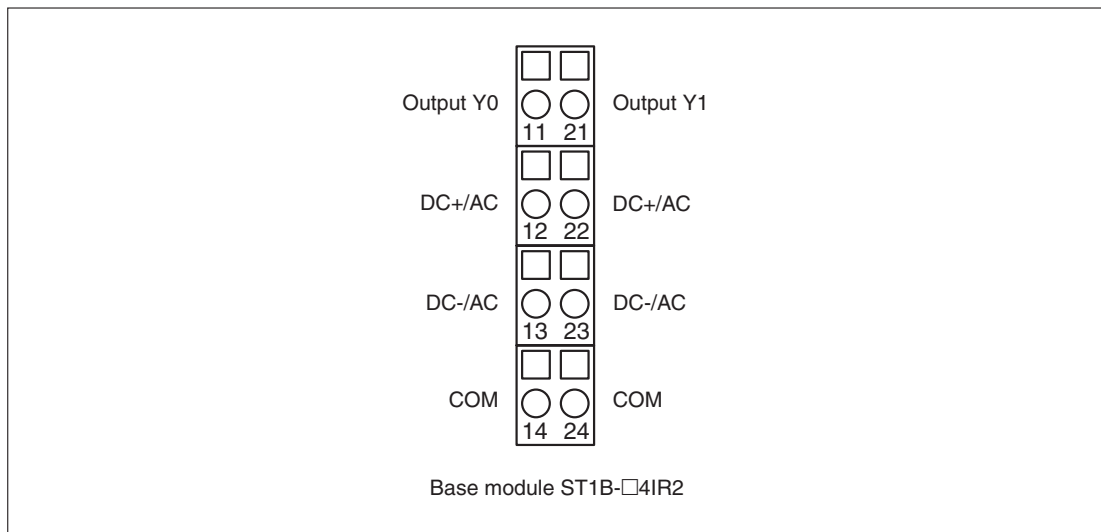 Output Y0 Output Y1
11 21
DC+/AC DC+/AC
12 22
DC-/AC DC-/AC
13 23
COM COM
14 24
Base module ST1B-□4IR2